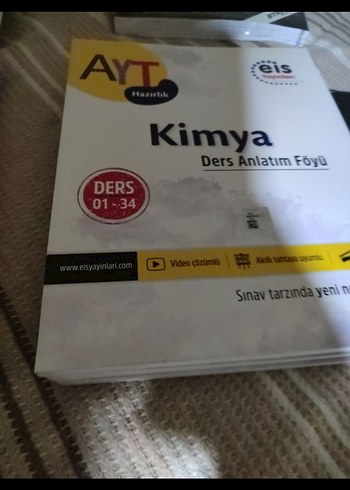 AYT
Hazırlık
eis
Yayınları
Kimya
Ders Anlatım Föyü
DERS
01 - 34
www.eisyayinlari.com
Video çözümlü
Akıllı tahtaya uyumlu
Sınav tarzında yeni